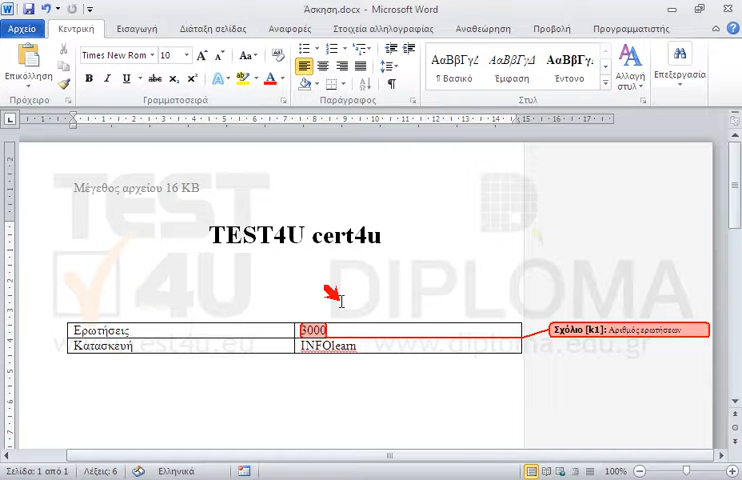 Άσκηση.docx - Microsoft Word
Αρχείο Κεντρική Εισαγωγή Διάταξη σελίδας Αναφορές Στοιχεία αλληλογραφίας Αναθεώρηση Προβολή Πρόσθετα
Times New Rom 10
ΑαΒβΓγΔ ΑαΒβΓγΔ ΑαΒβΓγ.
¶ Βασικό Έμφαση Έντονο
Επικόλληση Αλλαγή στυλ Επεξεργασία
Πρόχειρο Γραμματοσειρά Παράγραφος Στυλ
Μέγεθος αρχείου 16 KB
TEST4U cert4u
TEST 4U DIPLOMA
www.test4u.eu www.diploma.edu.gr
Ερωτήσεις 3000
Σχόλιο [k1]: Αριθμός ερωτήσεων
Κατασκευή INFOlearn
Σελίδα: 1 από 1 Λέξεις: 6 Ελληνικά 100%